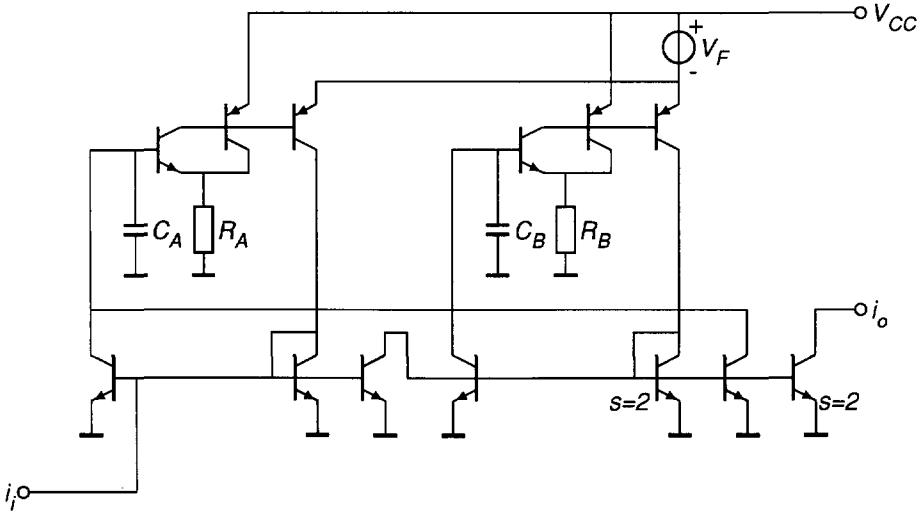 V_CC
+
V_F
-
C_A
R_A
C_B
R_B
i_o
s=2
s=2
i_i